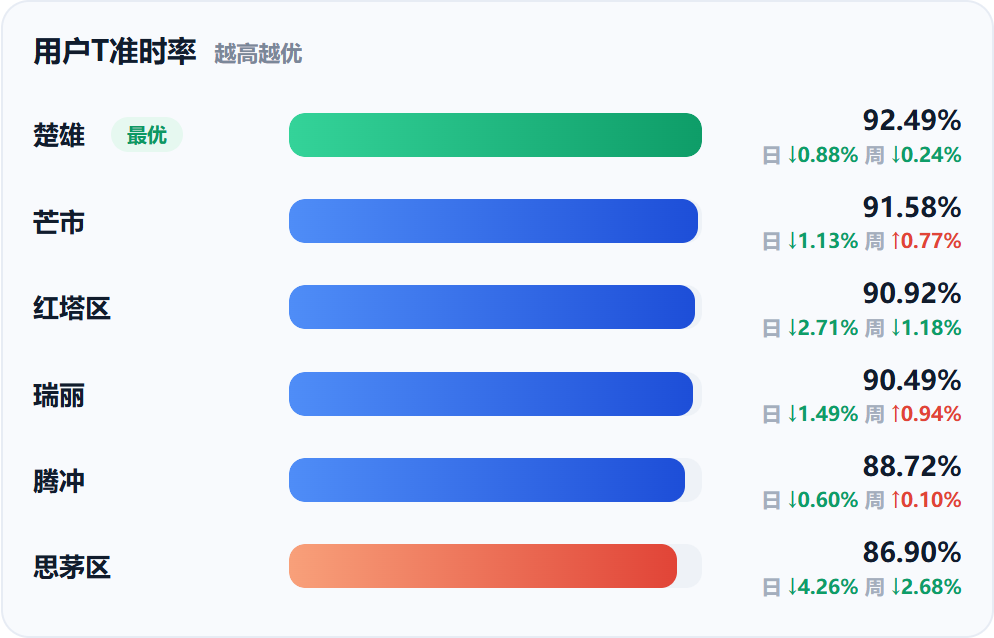 用户T准时率 越高越优
楚雄 最优 92.49%
日 ↓0.88% 周 ↓0.24%
芒市 91.58%
日 ↓1.13% 周 ↑0.77%
红塔区 90.92%
日 ↓2.71% 周 ↓1.18%
瑞丽 90.49%
日 ↓1.49% 周 ↑0.94%
腾冲 88.72%
日 ↓0.60% 周 ↑0.10%
思茅区 86.90%
日 ↓4.26% 周 ↓2.68%